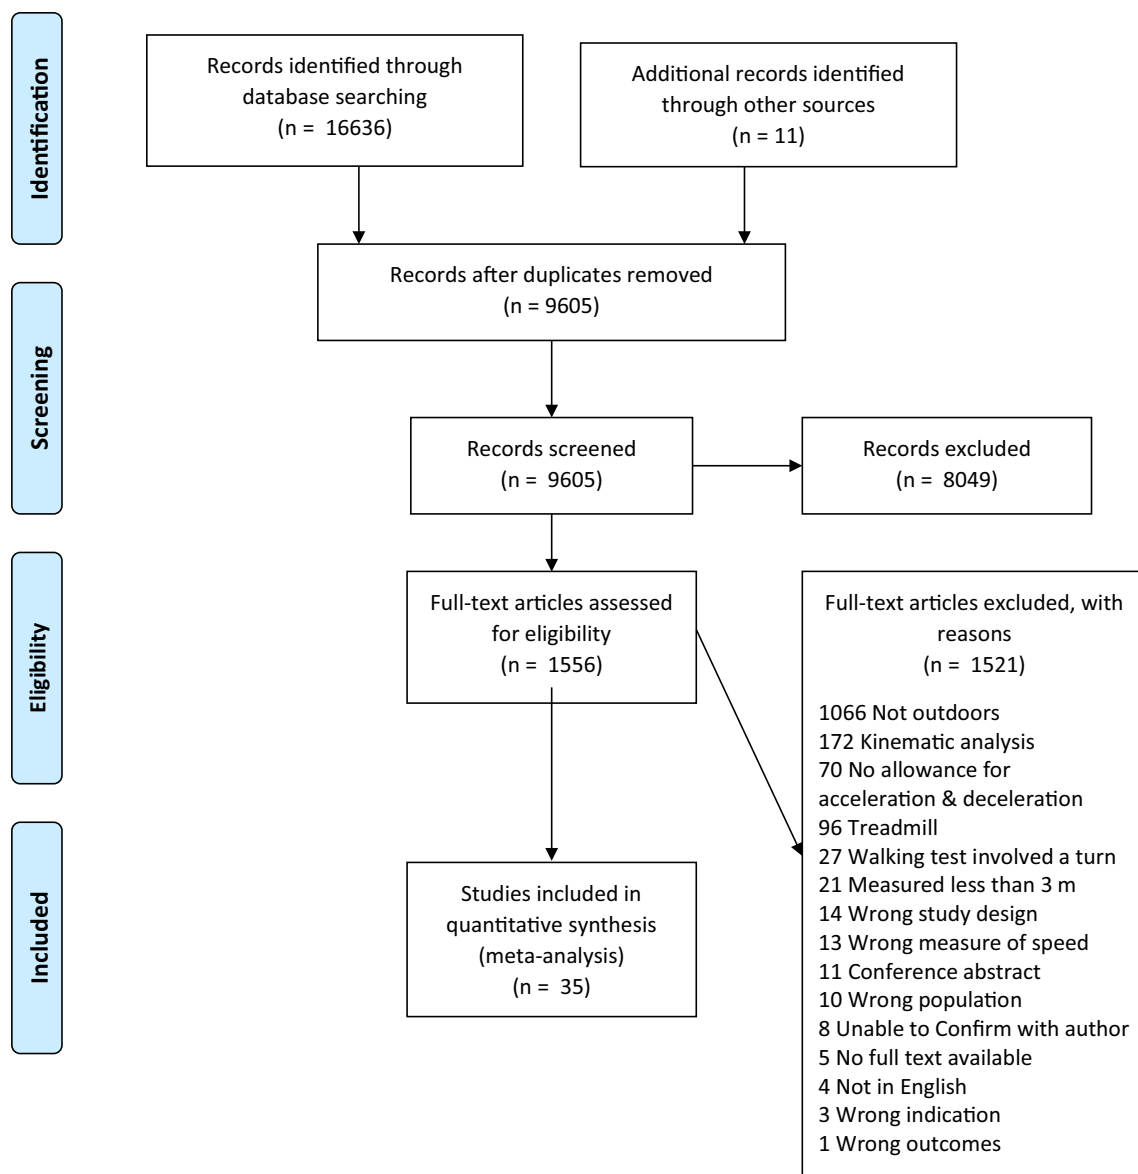 Identification
Records identified through
database searching
(n = 16636)
Additional records identified
through other sources
(n = 11)
Screening
Records after duplicates removed
(n = 9605)
Records screened
(n = 9605)
Records excluded
(n = 8049)
Eligibility
Full-text articles assessed
for eligibility
(n = 1556)
Full-text articles excluded, with
reasons
(n = 1521)
1066 Not outdoors
172 Kinematic analysis
70 No allowance for
acceleration & deceleration
96 Treadmill
27 Walking test involved a turn
21 Measured less than 3 m
14 Wrong study design
13 Wrong measure of speed
11 Conference abstract
10 Wrong population
8 Unable to Confirm with author
5 No full text available
4 Not in English
3 Wrong indication
1 Wrong outcomes
Included
Studies included in
quantitative synthesis
(meta-analysis)
(n = 35)